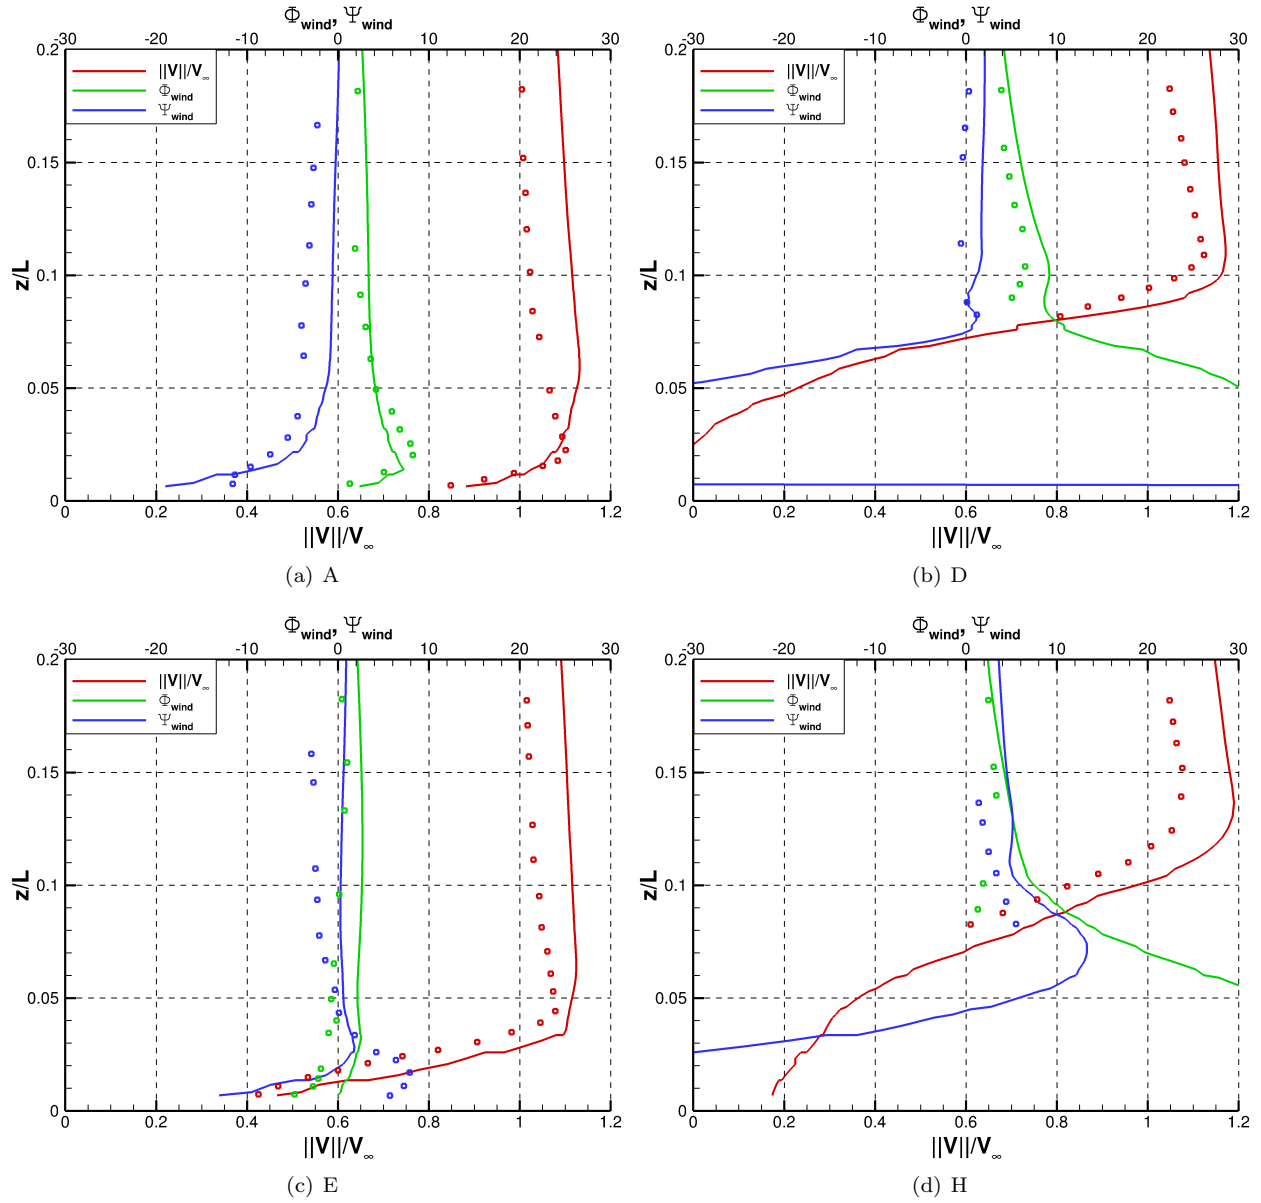 Φwind, Ψwind
-30 -20 -10 0 10 20 30
0.2
0.15
0.1
0.05
0
z/L
||V||/V∞
Φwind
Ψwind
0 0.2 0.4 0.6 0.8 1 1.2
||V||/V∞
(a) A
Φwind, Ψwind
-30 -20 -10 0 10 20 30
0.2
0.15
0.1
0.05
0
z/L
||V||/V∞
Φwind
Ψwind
0 0.2 0.4 0.6 0.8 1 1.2
||V||/V∞
(b) D
Φwind, Ψwind
-30 -20 -10 0 10 20 30
0.2
0.15
0.1
0.05
0
z/L
||V||/V∞
Φwind
Ψwind
0 0.2 0.4 0.6 0.8 1 1.2
||V||/V∞
(c) E
Φwind, Ψwind
-30 -20 -10 0 10 20 30
0.2
0.15
0.1
0.05
0
z/L
||V||/V∞
Φwind
Ψwind
0 0.2 0.4 0.6 0.8 1 1.2
||V||/V∞
(d) H